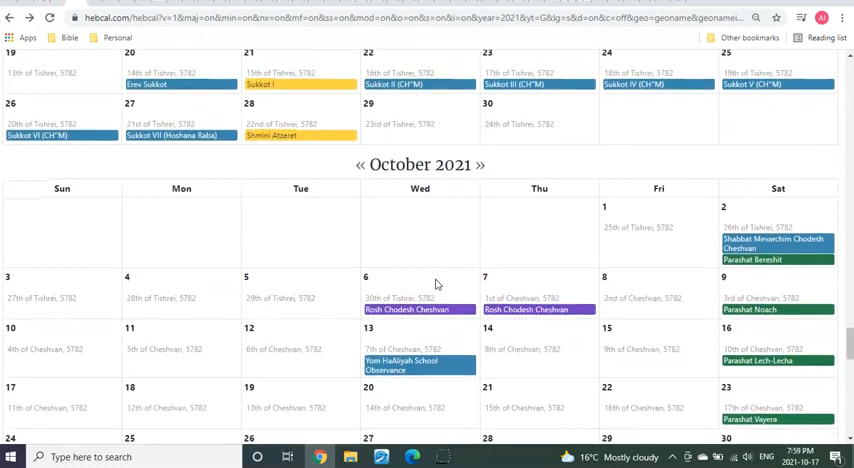 hebcal.com/hebcal?v=1&maj=on&min=on&nx=on&mf=on&ss=on&mod=on&o=on&s=on&i=on&year=2021&yt=G&lg=s&d=on&c=off&geo=geoname&geonamei...
AI
Apps Bible Personal Other bookmarks Reading list
19 20 21 22 23 24 25
13th of Tishrei, 5782 14th of Tishrei, 5782 15th of Tishrei, 5782 16th of Tishrei, 5782 17th of Tishrei, 5782 18th of Tishrei, 5782 19th of Tishrei, 5782
Erev Sukkot Sukkot I Sukkot II (CH''M) Sukkot III (CH''M) Sukkot IV (CH''M) Sukkot V (CH''M)
26 27 28 29 30
20th of Tishrei, 5782 21st of Tishrei, 5782 22nd of Tishrei, 5782 23rd of Tishrei, 5782 24th of Tishrei, 5782
Sukkot VI (CH''M) Sukkot VII (Hoshana Raba) Shmini Atzeret
« October 2021 »
Sun Mon Tue Wed Thu Fri Sat
1 2
25th of Tishrei, 5782 26th of Tishrei, 5782
Shabbat Mevarchim Chodesh
Cheshvan
Parashat Bereshit
3 4 5 6 7 8 9
27th of Tishrei, 5782 28th of Tishrei, 5782 29th of Tishrei, 5782 30th of Tishrei, 5782 1st of Cheshvan, 5782 2nd of Cheshvan, 5782 3rd of Cheshvan, 5782
Rosh Chodesh Cheshvan Rosh Chodesh Cheshvan Parashat Noach
10 11 12 13 14 15 16
4th of Cheshvan, 5782 5th of Cheshvan, 5782 6th of Cheshvan, 5782 7th of Cheshvan, 5782 8th of Cheshvan, 5782 9th of Cheshvan, 5782 10th of Cheshvan, 5782
Yom HaAliyah School Parashat Lech-Lecha
Observance
17 18 19 20 21 22 23
11th of Cheshvan, 5782 12th of Cheshvan, 5782 13th of Cheshvan, 5782 14th of Cheshvan, 5782 15th of Cheshvan, 5782 16th of Cheshvan, 5782 17th of Cheshvan, 5782
Parashat Vayera
24 25 26 27 28 29 30
Type here to search 16°C Mostly cloudy ENG 7:59 PM
2021-10-17